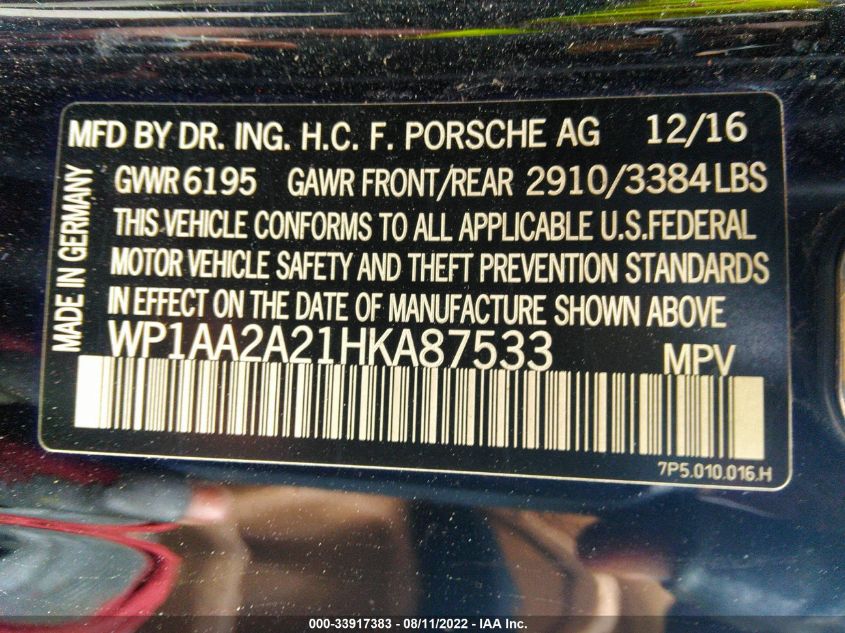 MFD BY DR. ING. H.C. F. PORSCHE AG 12/16
GVWR 6195 GAWR FRONT/REAR 2910/3384 LBS
THIS VEHICLE CONFORMS TO ALL APPLICABLE U.S.FEDERAL
MOTOR VEHICLE SAFETY AND THEFT PREVENTION STANDARDS
IN EFFECT ON THE DATE OF MANUFACTURE SHOWN ABOVE
WP1AA2A21HKA87533 MPV
MADE IN GERMANY
7P5.010.016.H
000-33917383 - 08/11/2022 - IAA Inc.